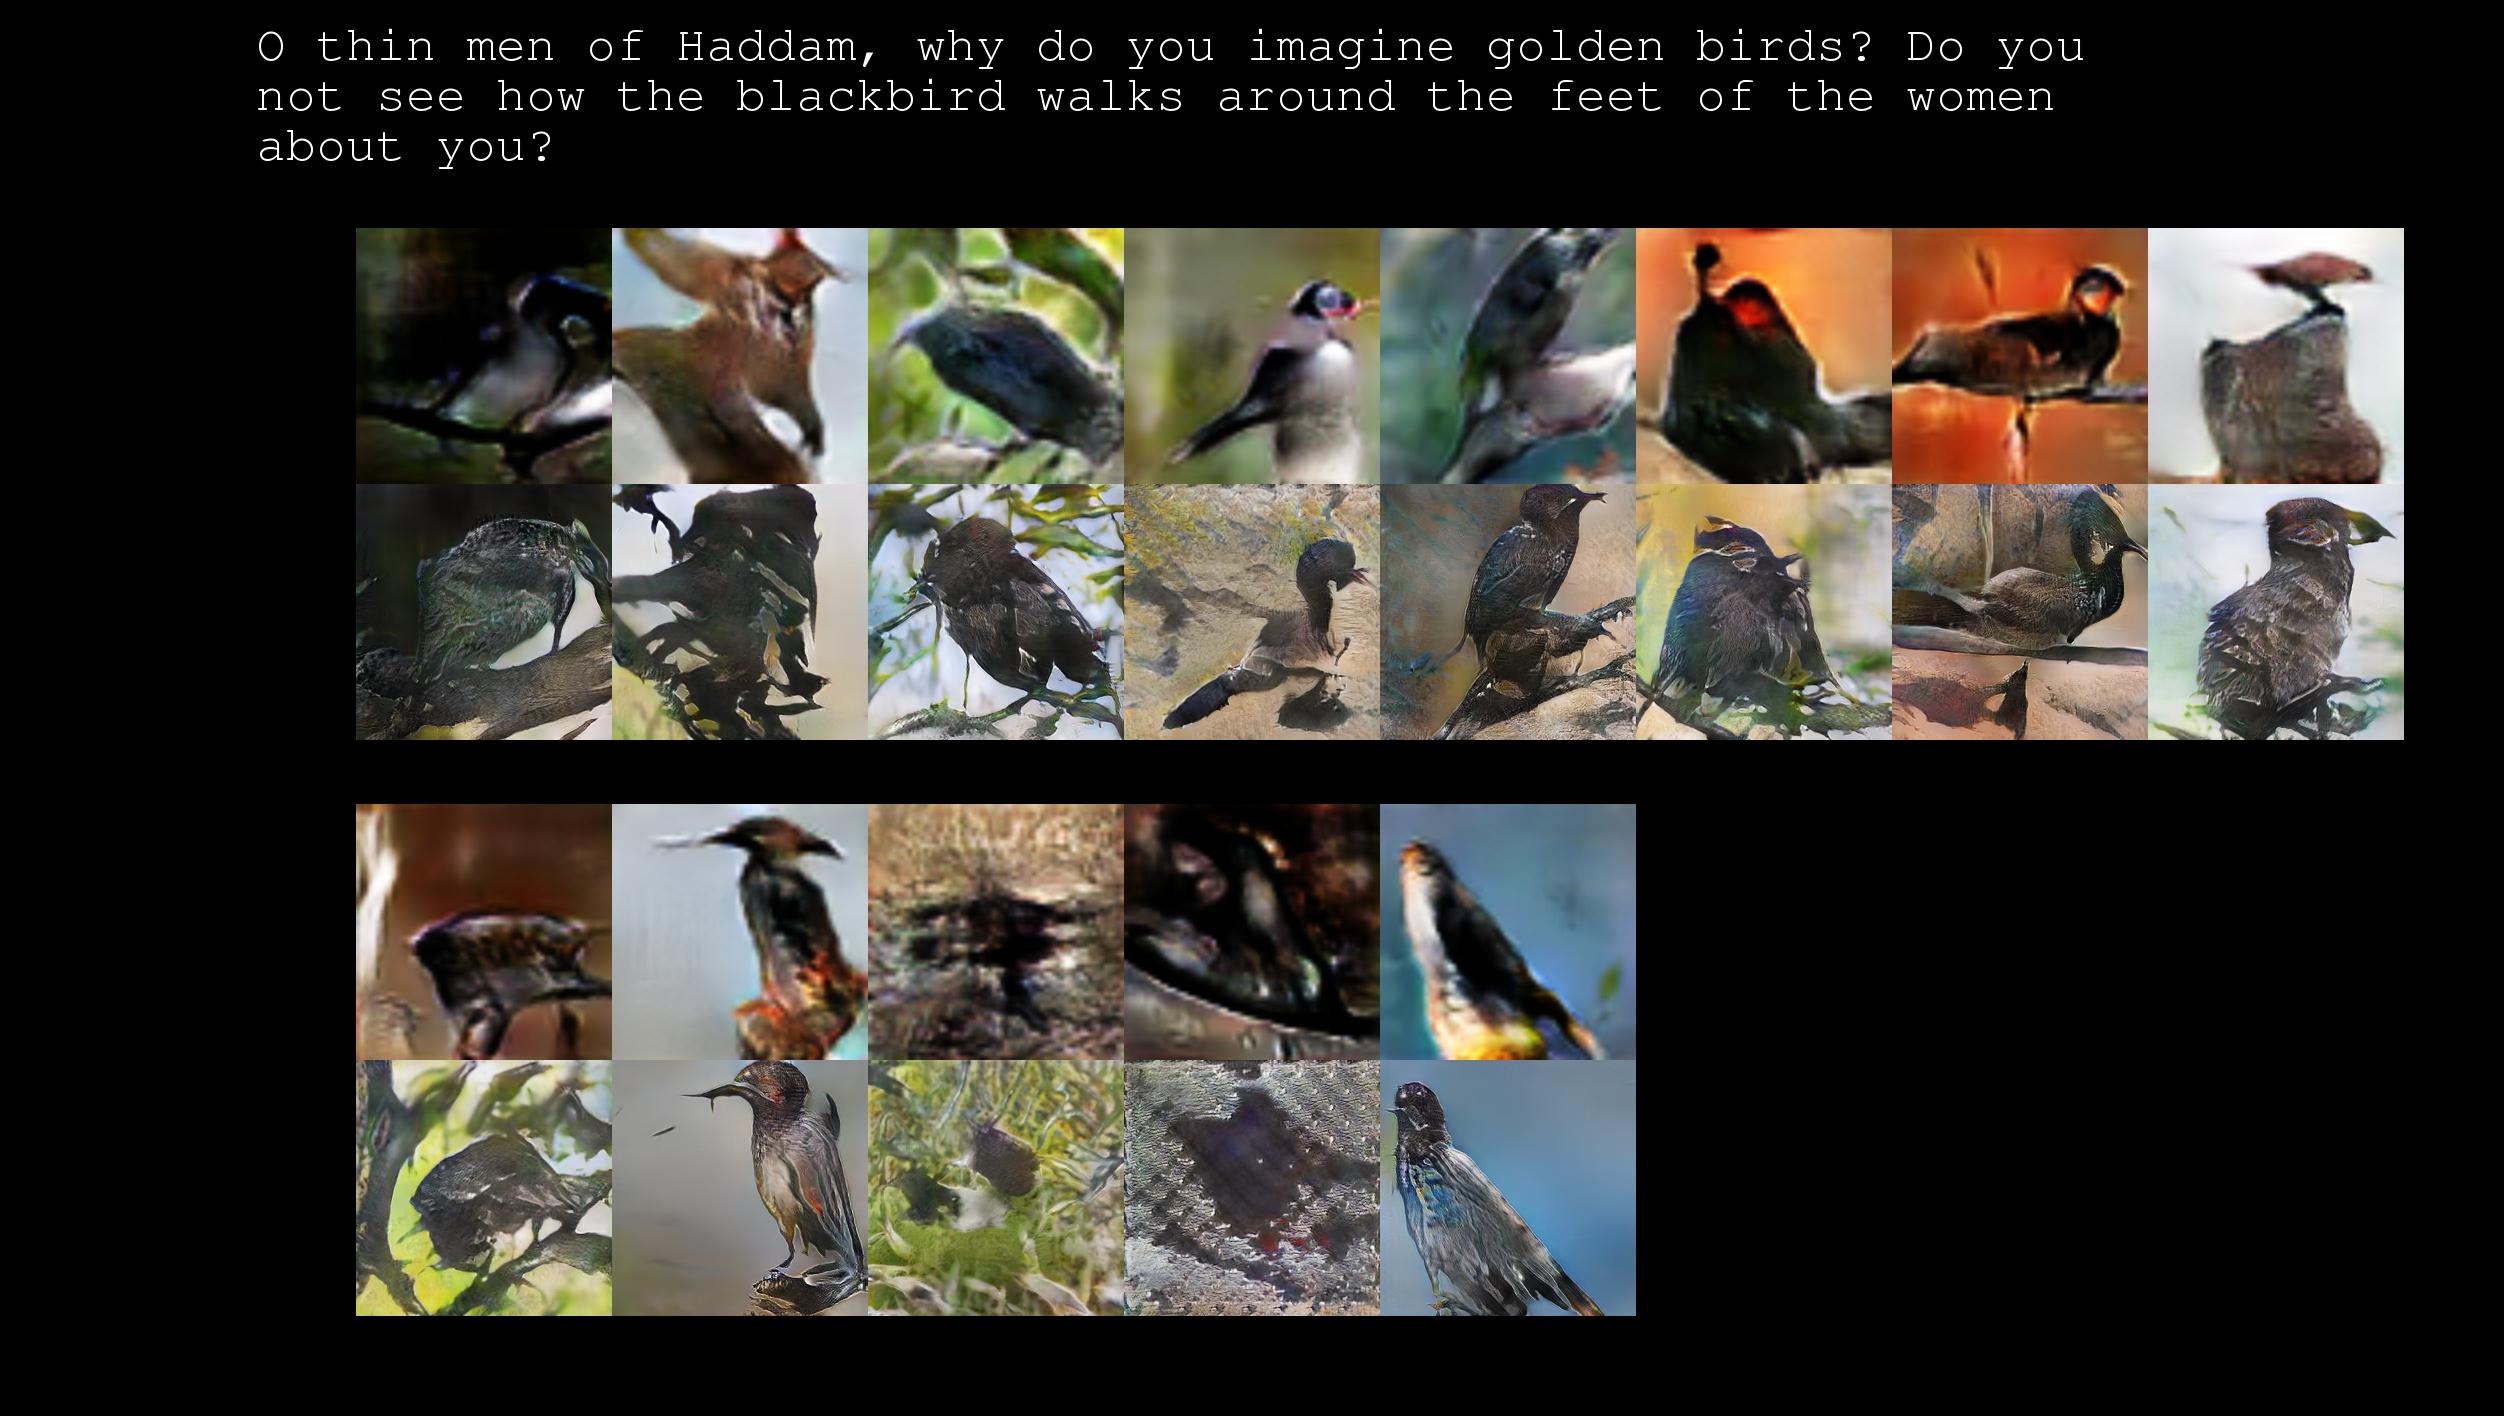 O thin men of Haddam, why do you imagine golden birds? Do you
not see how the blackbird walks around the feet of the women
about you?